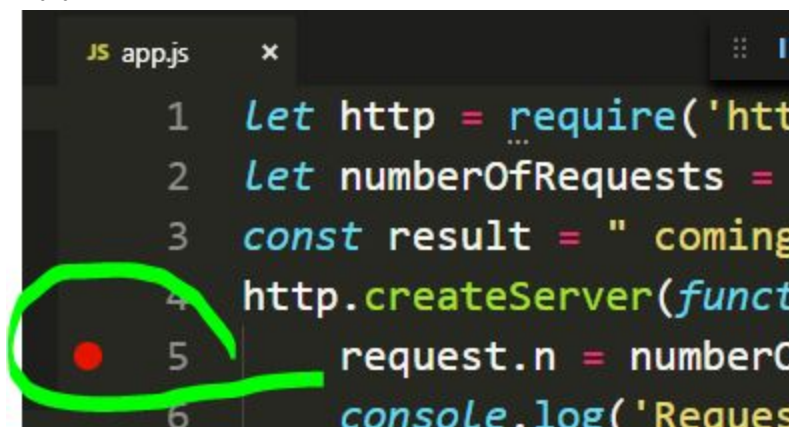 JS app.js ×
1 let http = require('htt
2 let numberOfRequests =
3 const result = " coming
4 http.createServer(funct
5 request.n = numberO
6 console.log('Reques